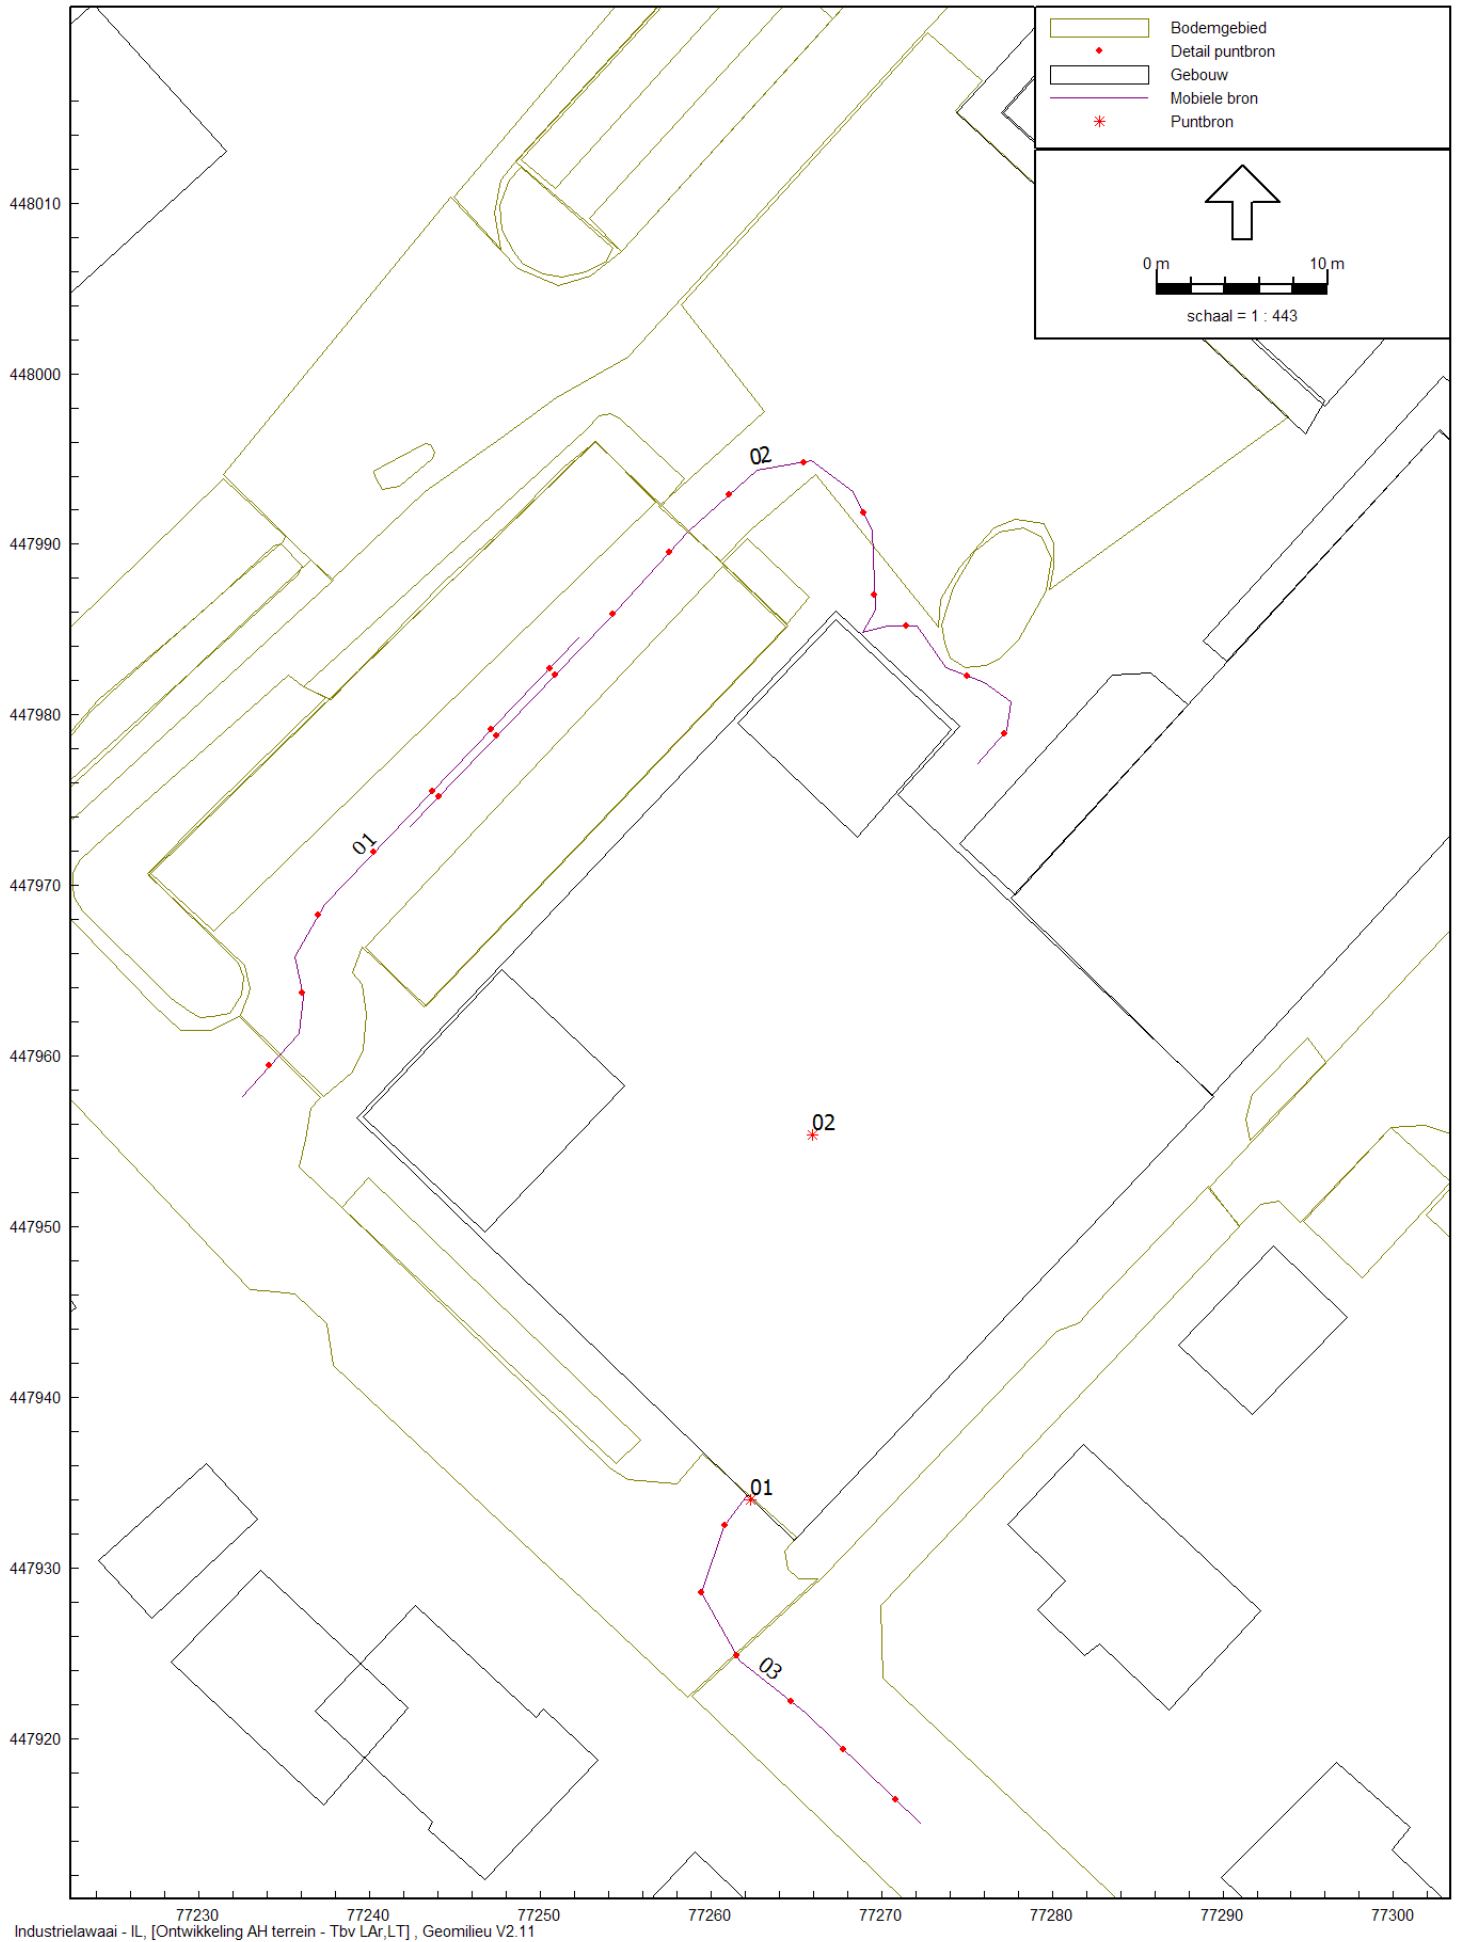 Bodemgebied
Detail puntbron
Gebouw
Mobiele bron
Puntbron
0 m 10 m
schaal = 1 : 443
448010
448000
447990
447980
447970
447960
447950
447940
447930
447920
02
01
02
01
03
77230 77240 77250 77260 77270 77280 77290 77300
Industrielawaai - IL, [Ontwikkeling AH terrein - Tbv LAr,LT] , Geomilieu V2.11